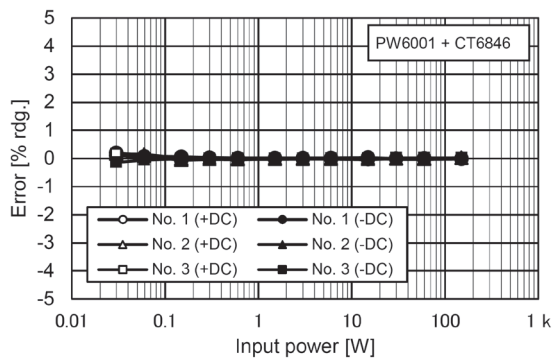 5
4
3
2
1
0
-1
-2
-3
-4
-5
Error [% rdg.]
PW6001 + CT6846
No. 1 (+DC) No. 1 (-DC)
No. 2 (+DC) No. 2 (-DC)
No. 3 (+DC) No. 3 (-DC)
0.01 0.1 1 10 100 1 k
Input power [W]